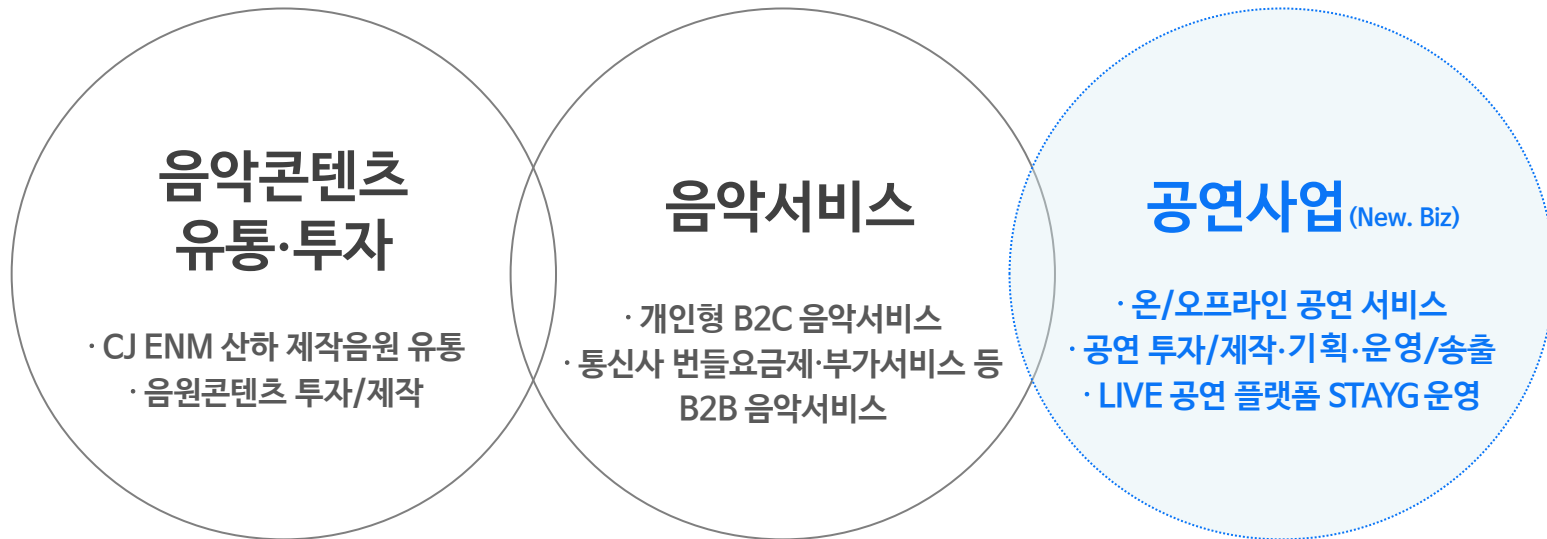 음악콘텐츠
유통·투자
· CJ ENM 산하 제작음원 유통
· 음원콘텐츠 투자/제작
음악서비스
· 개인형 B2C 음악서비스
· 통신사 번들요금제·부가서비스 등
B2B 음악서비스
공연사업(New. Biz)
· 온/오프라인 공연 서비스
· 공연 투자/제작·기획·운영/송출
· LIVE 공연 플랫폼 STAYG 운영